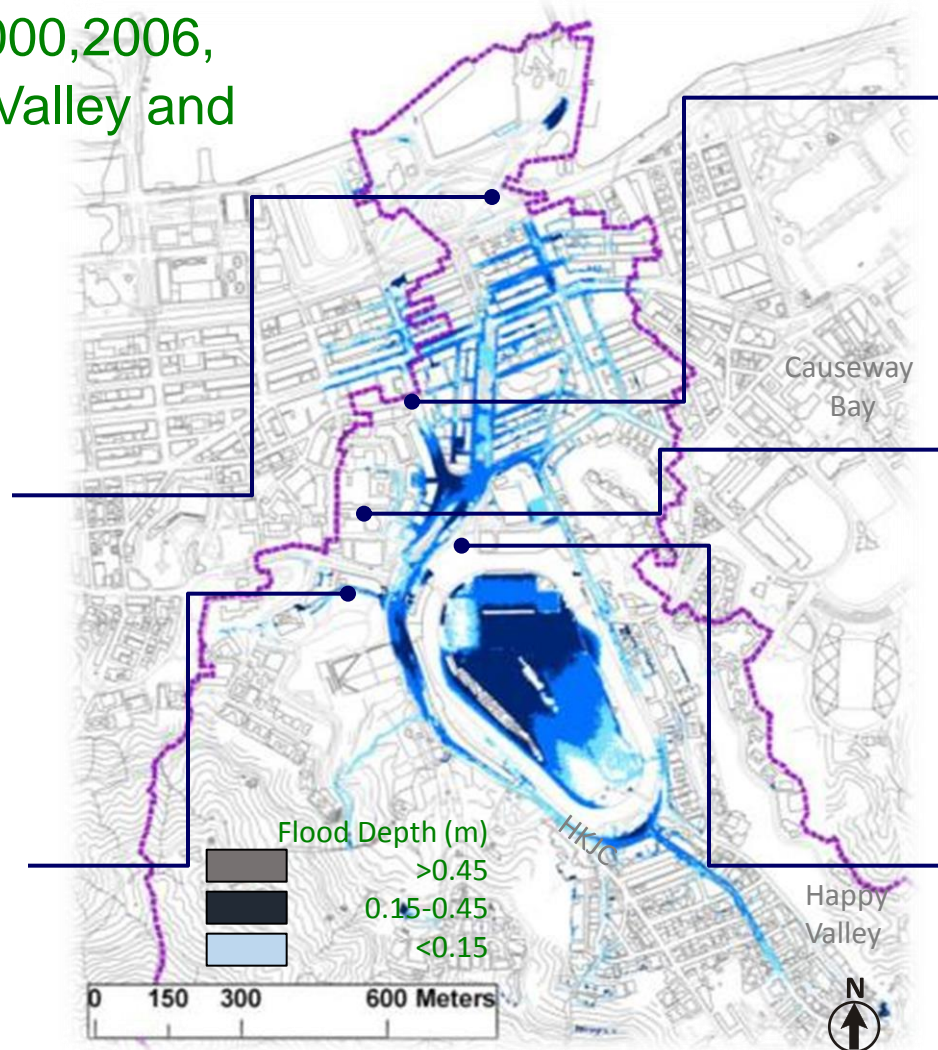 000,2006,
Valley and
Causeway
Bay
HKJC
Flood Depth (m)
>0.45
0.15-0.45
<0.15
Happy
Valley
0 150 300 600 Meters
N